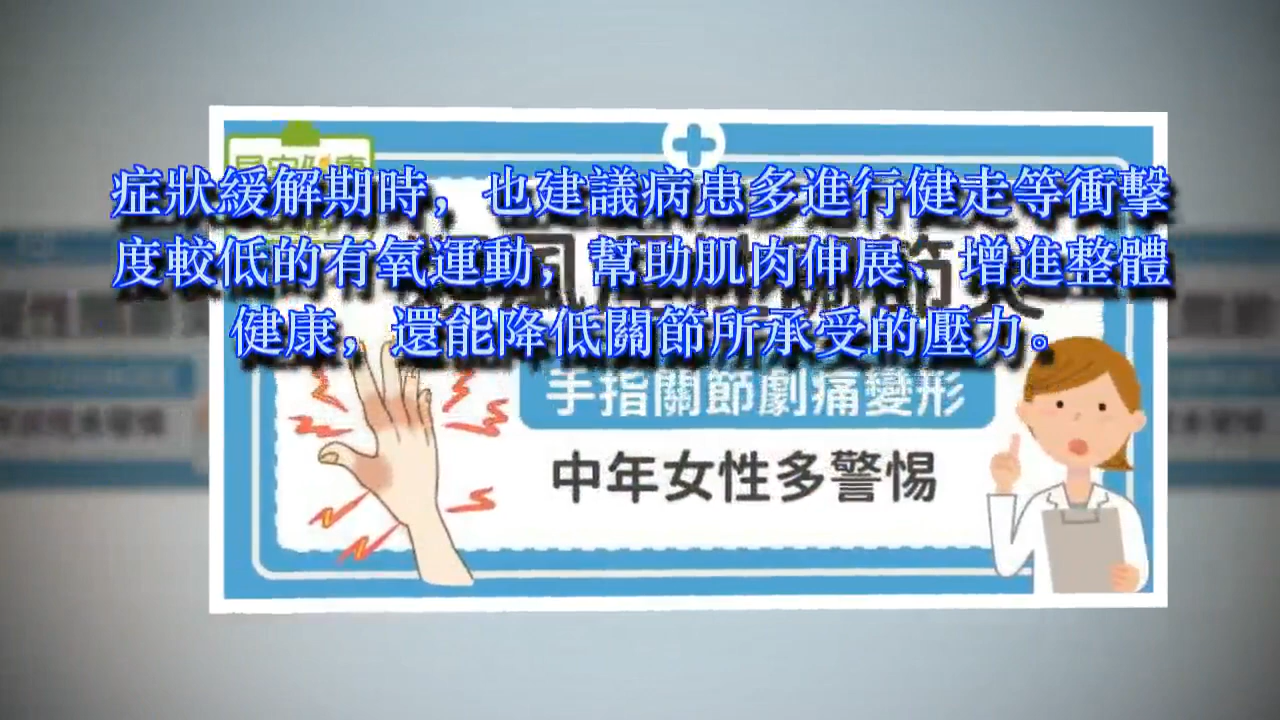 症狀緩解期時，也建議病患多進行健走等衝擊
度較低的有氧運動，幫助肌肉伸展、增進整體
健康，還能降低關節所承受的壓力。
手指關節劇痛變形
中年女性多警惕